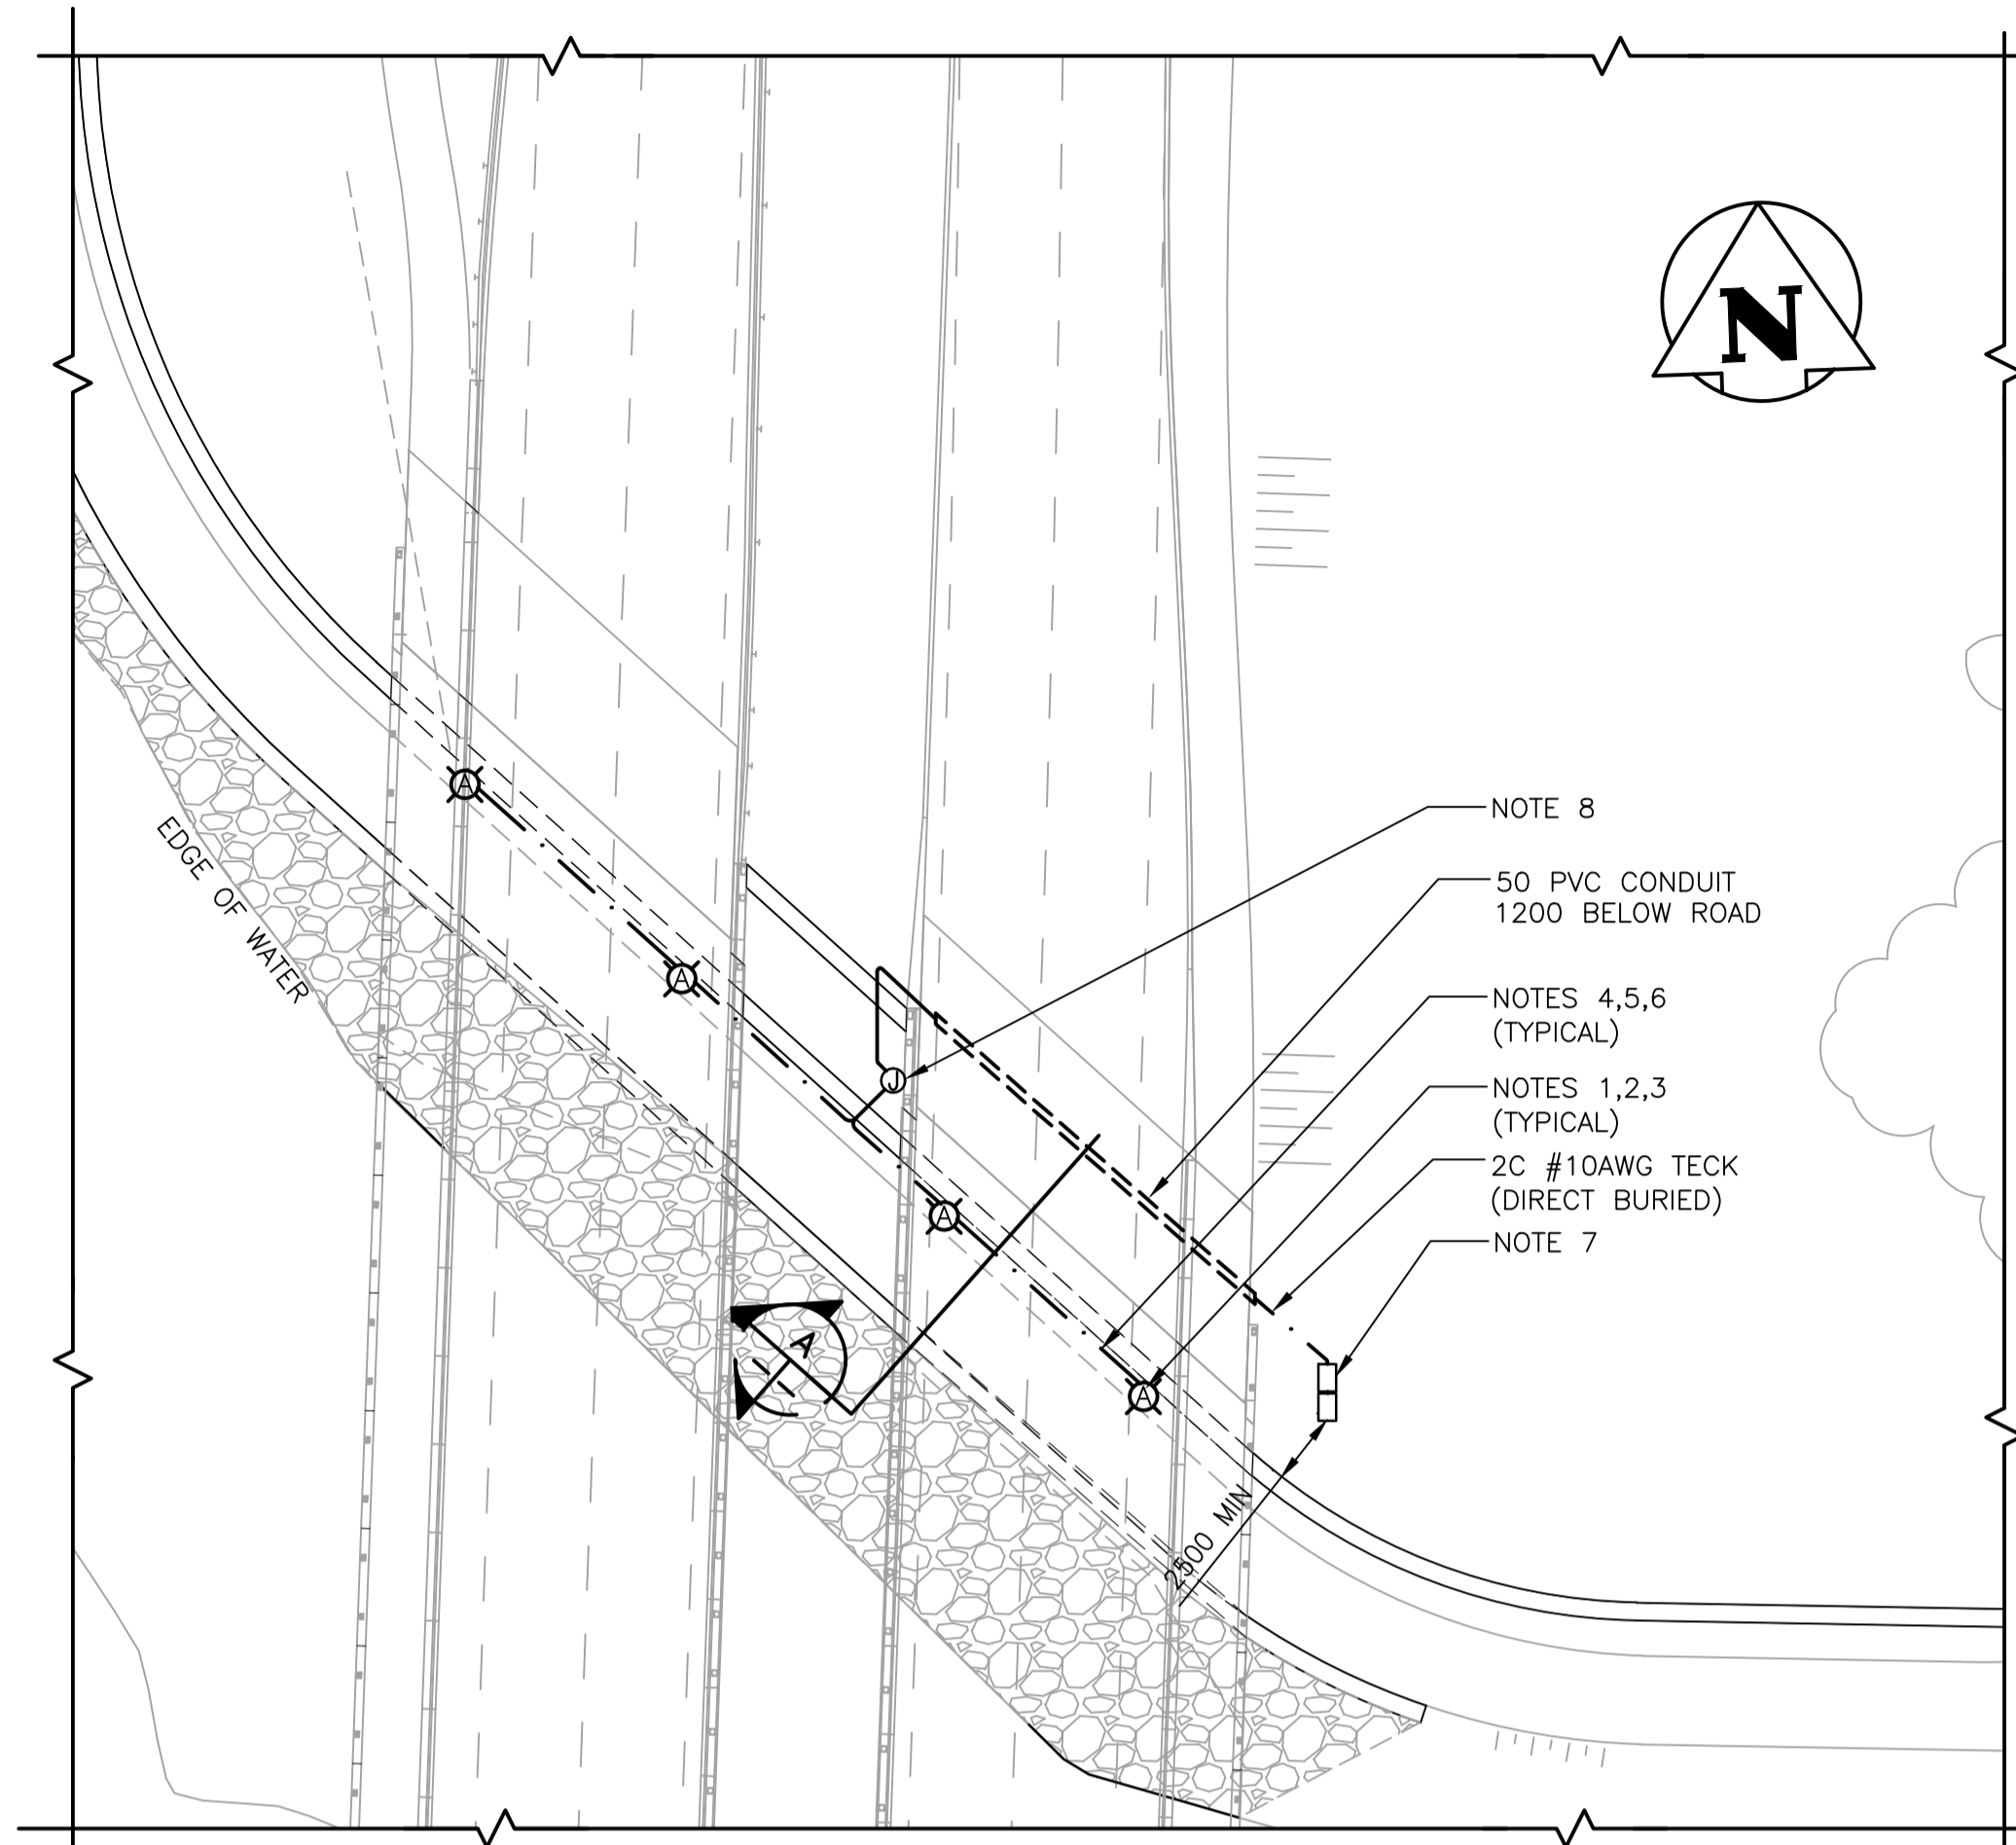 N
NOTE 8
50 PVC CONDUIT
1200 BELOW ROAD
NOTES 4,5,6
(TYPICAL)
NOTES 1,2,3
(TYPICAL)
2C #10AWG TECK
(DIRECT BURIED)
NOTE 7
EDGE OF WATER
A
A
J
A
A
A
2500 MIN